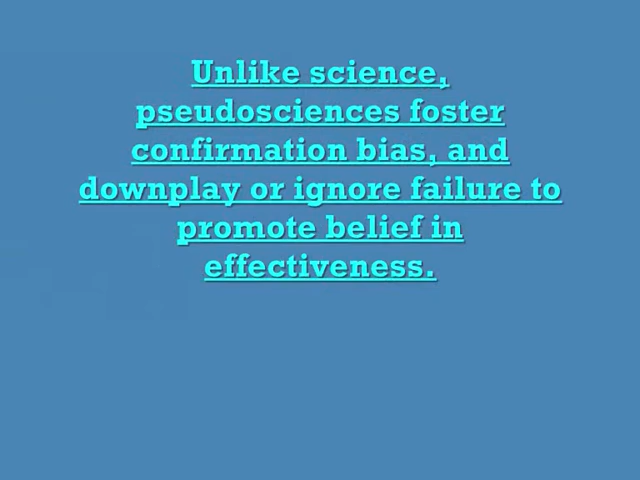 Unlike science,
pseudosciences foster
confirmation bias, and
downplay or ignore failure to
promote belief in
effectiveness.